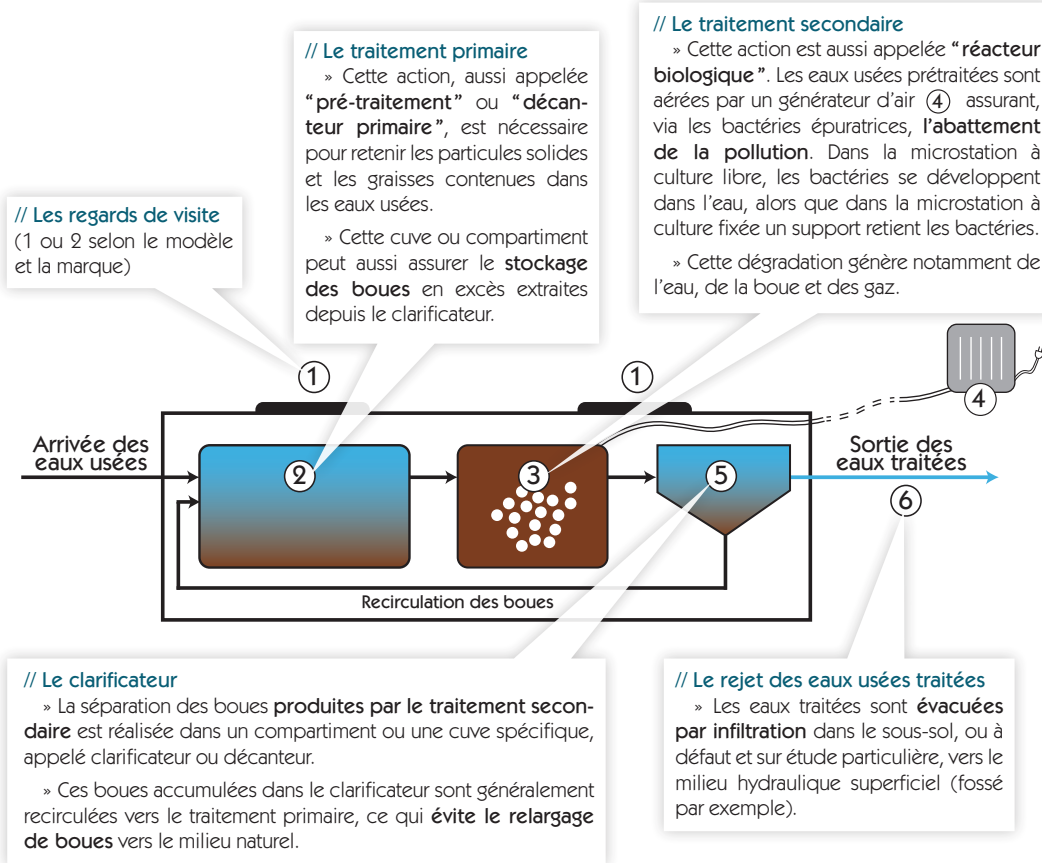 // Les regards de visite
(1 ou 2 selon le modèle
et la marque)
// Le traitement primaire
» Cette action, aussi appelée
“pré-traitement” ou “décan-
teur primaire”, est nécessaire
pour retenir les particules solides
et les graisses contenues dans
les eaux usées.
» Cette cuve ou compartiment
peut aussi assurer le stockage
des boues en excès extraites
depuis le clarificateur.
// Le traitement secondaire
» Cette action est aussi appelée “réacteur
biologique”. Les eaux usées prétraitées sont
aérées par un générateur d’air 4 assurant,
via les bactéries épuratrices, l’abattement
de la pollution. Dans la microstation à
culture libre, les bactéries se développent
dans l’eau, alors que dans la microstation à
culture fixée un support retient les bactéries.
» Cette dégradation génère notamment de
l’eau, de la boue et des gaz.
1
1
4
Arrivée des
eaux usées
2
3
5
Sortie des
eaux traitées
6
Recirculation des boues
// Le clarificateur
» La séparation des boues produites par le traitement secon-
daire est réalisée dans un compartiment ou une cuve spécifique,
appelé clarificateur ou décanteur.
» Ces boues accumulées dans le clarificateur sont généralement
recirculées vers le traitement primaire, ce qui évite le relargage
de boues vers le milieu naturel.
// Le rejet des eaux usées traitées
» Les eaux traitées sont évacuées
par infiltration dans le sous-sol, ou à
défaut et sur étude particulière, vers le
milieu hydraulique superficiel (fossé
par exemple).